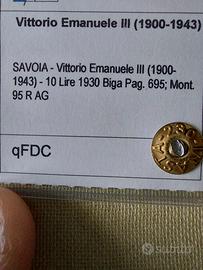 Vittorio Emanuele III (1900-1943)
SAVOIA - Vittorio Emanuele III (1900-
1943) - 10 Lire 1930 Biga Pag. 695; Mont.
95 R AG
qFDC
subito